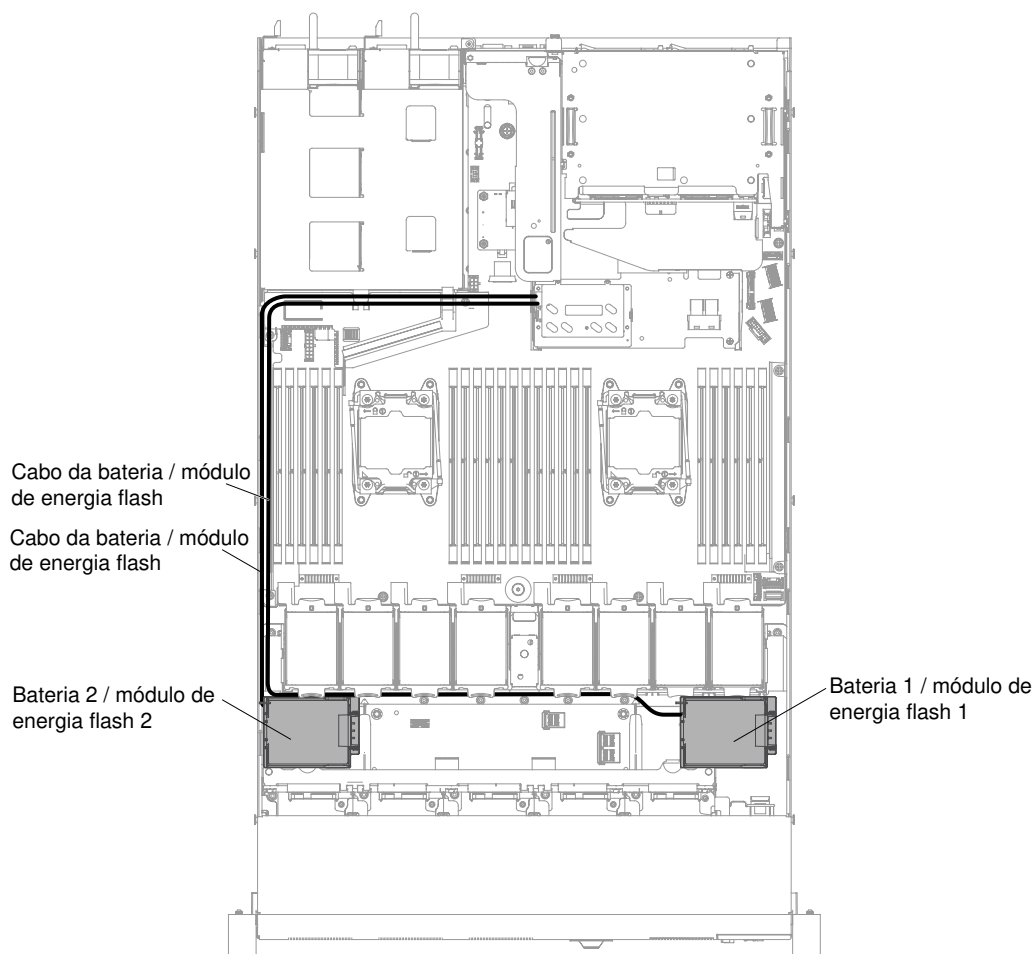 Cabo da bateria / módulo
de energia flash
Cabo da bateria / módulo
de energia flash
Bateria 2 / módulo de
energia flash 2
Bateria 1 / módulo de
energia flash 1